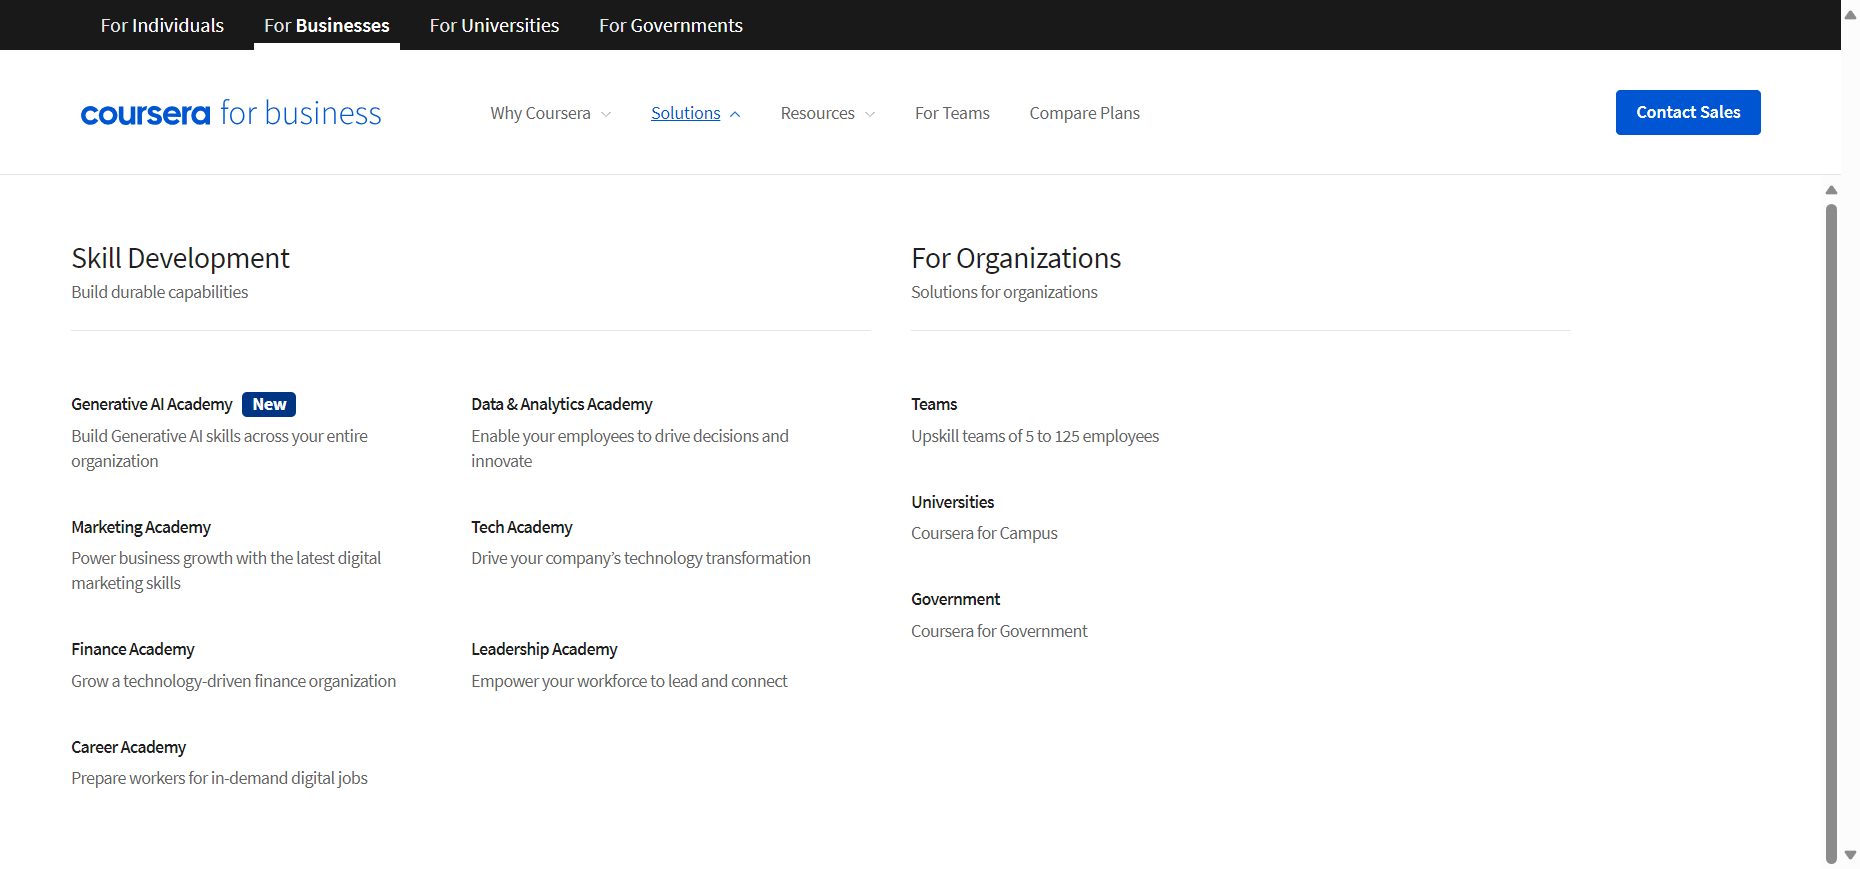 For Individuals For Businesses For Universities For Governments
coursera for business Why Coursera Solutions Resources For Teams Compare Plans Contact Sales
Skill Development
Build durable capabilities
Generative AI Academy New
Build Generative AI skills across your entire
organization
Data & Analytics Academy
Enable your employees to drive decisions and
innovate
Marketing Academy
Power business growth with the latest digital
marketing skills
Tech Academy
Drive your company’s technology transformation
Finance Academy
Grow a technology-driven finance organization
Leadership Academy
Empower your workforce to lead and connect
Career Academy
Prepare workers for in-demand digital jobs
For Organizations
Solutions for organizations
Teams
Upskill teams of 5 to 125 employees
Universities
Coursera for Campus
Government
Coursera for Government